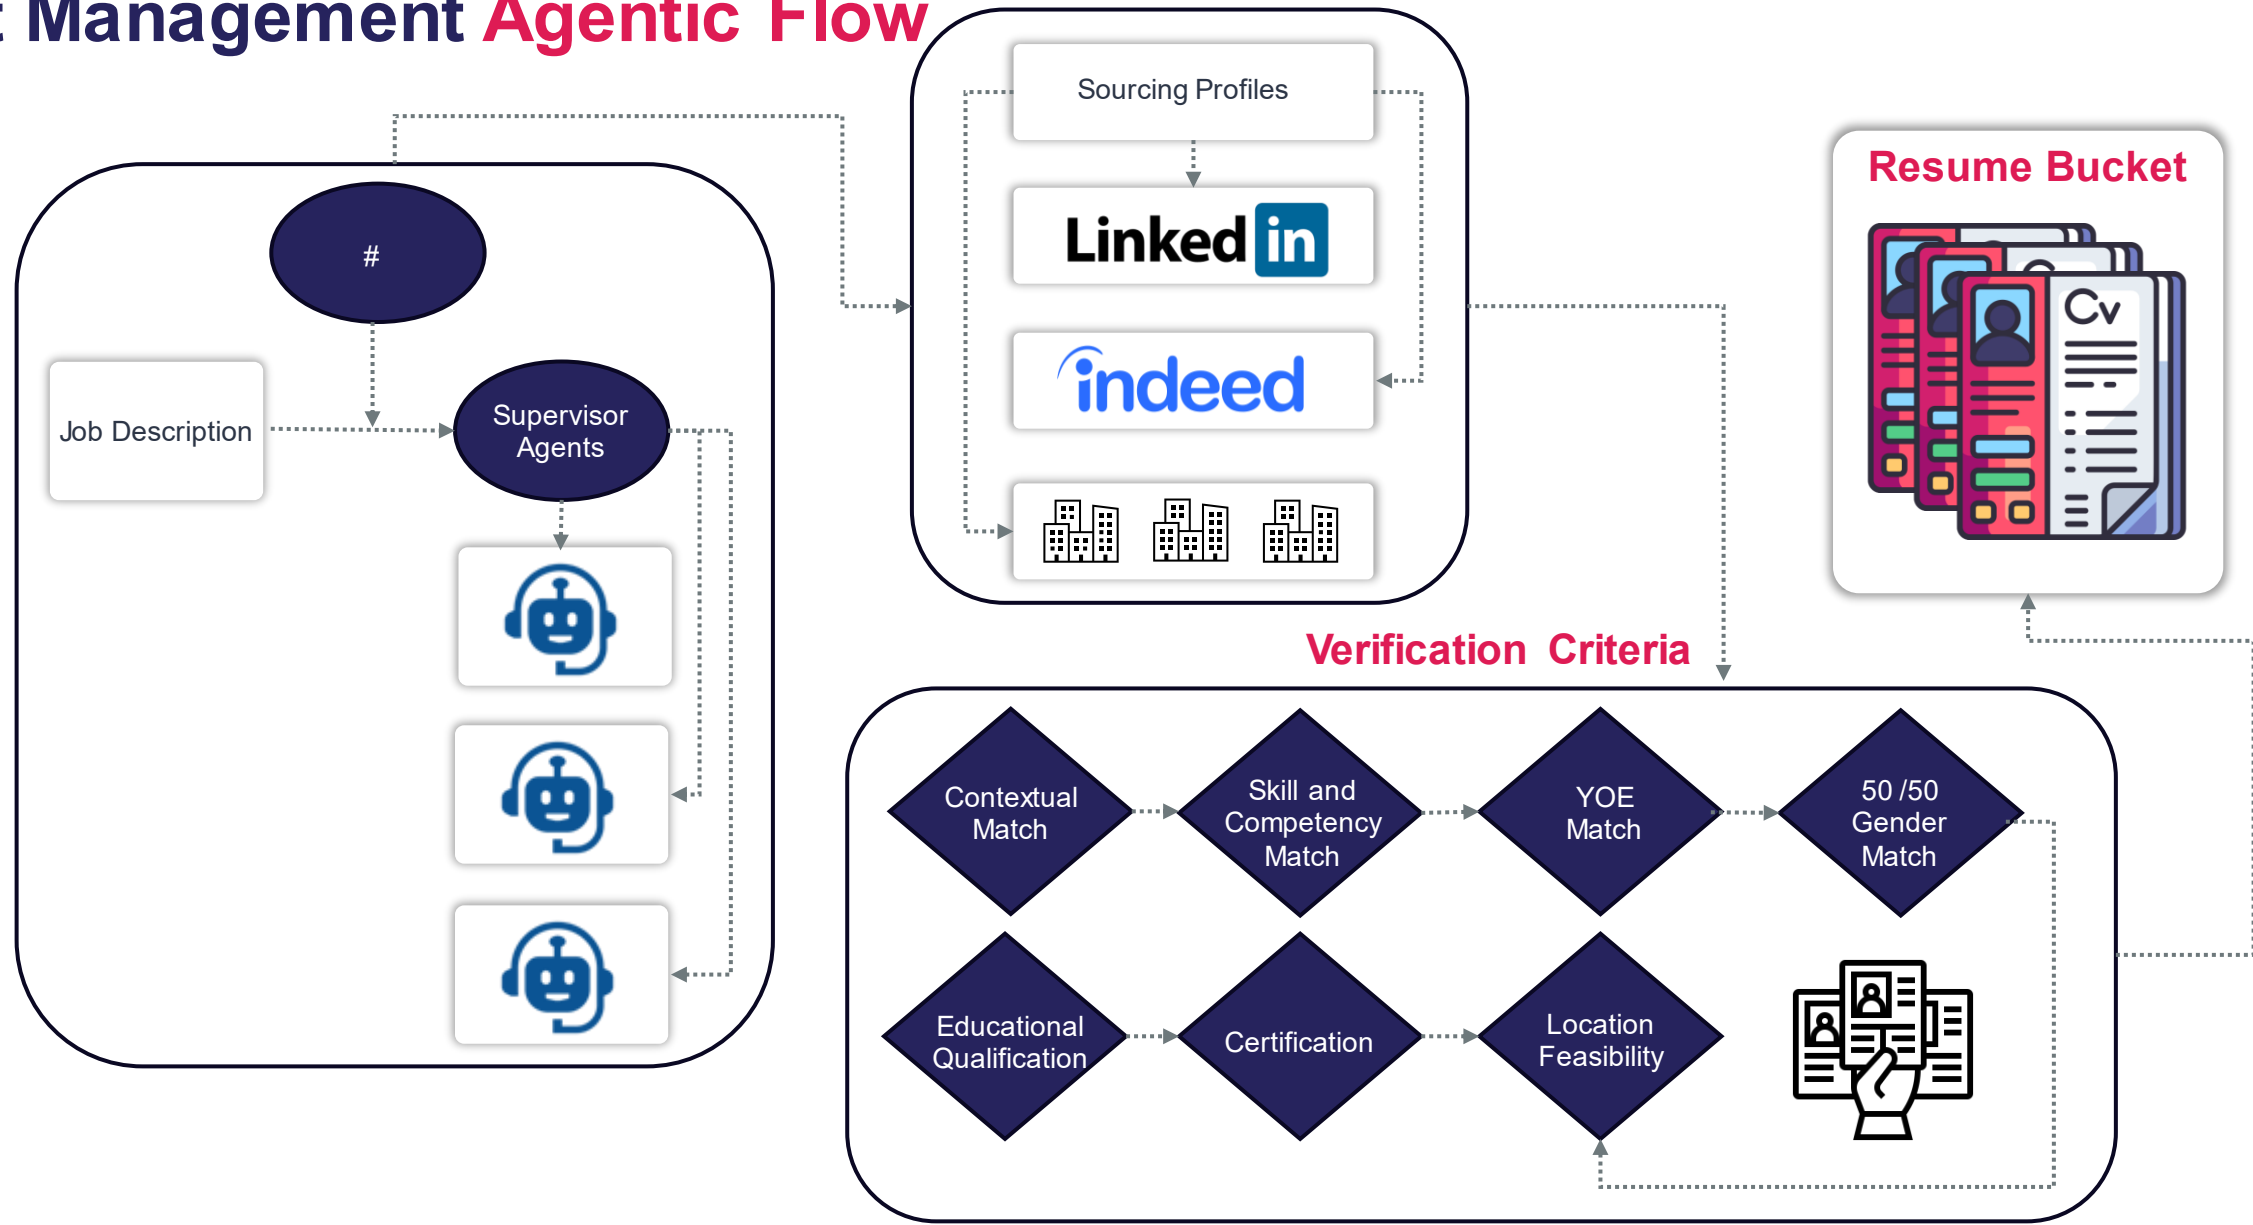 t Management Agentic Flow
#
Job Description
Supervisor
Agents
Sourcing Profiles
Linked in
indeed
Resume Bucket
Cv
Verification Criteria
Contextual
Match
Skill and
Competency
Match
YOE
Match
50 /50
Gender
Match
Educational
Qualification
Certification
Location
Feasibility